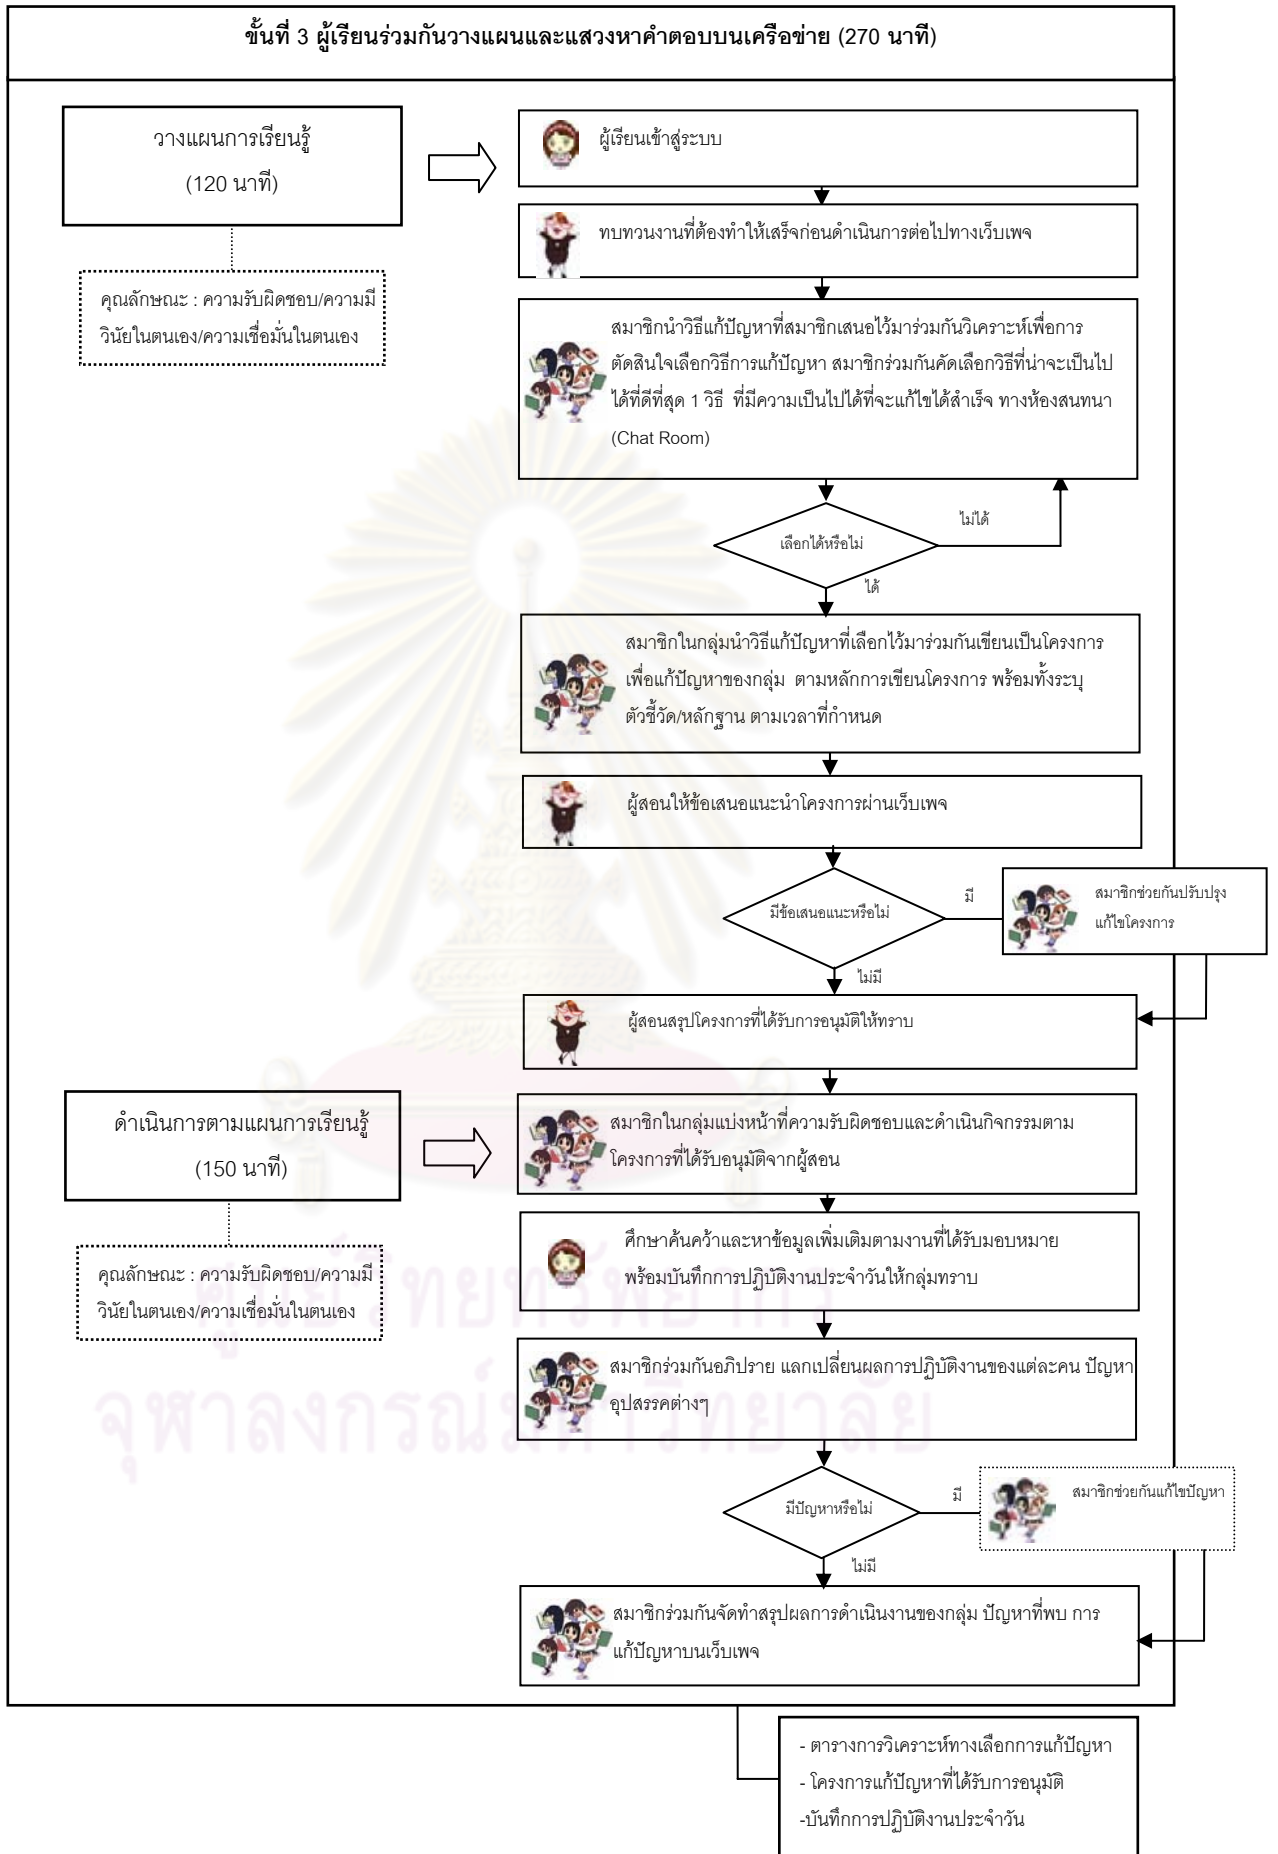 ขั้นที่ 3 ผู้เรียนร่วมกันวางแผนและแสวงหาคำตอบบนเครือข่าย (270 นาที)
วางแผนการเรียนรู้
(120 นาที)
คุณลักษณะ : ความรับผิดชอบ/ความมี
วินัยในตนเอง/ความเชื่อมั่นในตนเอง
ผู้เรียนเข้าสู่ระบบ
ทบทวนงานที่ต้องทำให้เสร็จก่อนดำเนินการต่อไปทางเว็บเพจ
สมาชิกนำวิธีแก้ปัญหาที่สมาชิกเสนอไว้มาร่วมกันวิเคราะห์เพื่อการ
ตัดสินใจเลือกวิธีการแก้ปัญหา สมาชิกร่วมกันคัดเลือกวิธีที่น่าจะเป็นไป
ได้ที่ดีที่สุด 1 วิธี ที่มีความเป็นไปได้ที่จะแก้ไขได้สำเร็จ ทางห้องสนทนา
(Chat Room)
เลือกได้หรือไม่
ไม่ได้
ได้
สมาชิกในกลุ่มนำวิธีแก้ปัญหาที่เลือกไว้มาร่วมกันเขียนเป็นโครงการ
เพื่อแก้ปัญหาของกลุ่ม ตามหลักการเขียนโครงการ พร้อมทั้งระบุ
ตัวชี้วัด/หลักฐาน ตามเวลาที่กำหนด
ผู้สอนให้ข้อเสนอแนะนำโครงการผ่านเว็บเพจ
มีข้อเสนอแนะหรือไม่
มี
สมาชิกช่วยกันปรับปรุง
แก้ไขโครงการ
ไม่มี
ผู้สอนสรุปโครงการที่ได้รับการอนุมัติให้ทราบ
ดำเนินการตามแผนการเรียนรู้
(150 นาที)
คุณลักษณะ : ความรับผิดชอบ/ความมี
วินัยในตนเอง/ความเชื่อมั่นในตนเอง
สมาชิกในกลุ่มแบ่งหน้าที่ความรับผิดชอบและดำเนินกิจกรรมตาม
โครงการที่ได้รับอนุมัติจากผู้สอน
ศึกษาค้นคว้าและหาข้อมูลเพิ่มเติมตามงานที่ได้รับมอบหมาย
พร้อมบันทึกการปฏิบัติงานประจำวันให้กลุ่มทราบ
สมาชิกร่วมกันอภิปราย แลกเปลี่ยนผลการปฏิบัติงานของแต่ละคน ปัญหา
อุปสรรคต่างๆ
มีปัญหาหรือไม่
มี
สมาชิกช่วยกันแก้ไขปัญหา
ไม่มี
สมาชิกร่วมกันจัดทำสรุปผลการดำเนินงานของกลุ่ม ปัญหาที่พบ การ
แก้ปัญหาบนเว็บเพจ
- ตารางการวิเคราะห์ทางเลือกการแก้ปัญหา
- โครงการแก้ปัญหาที่ได้รับการอนุมัติ
-บันทึกการปฏิบัติงานประจำวัน
ศูนย์วิทยทรัพยากร
จุฬาลงกรณ์มหาวิทยาลัย